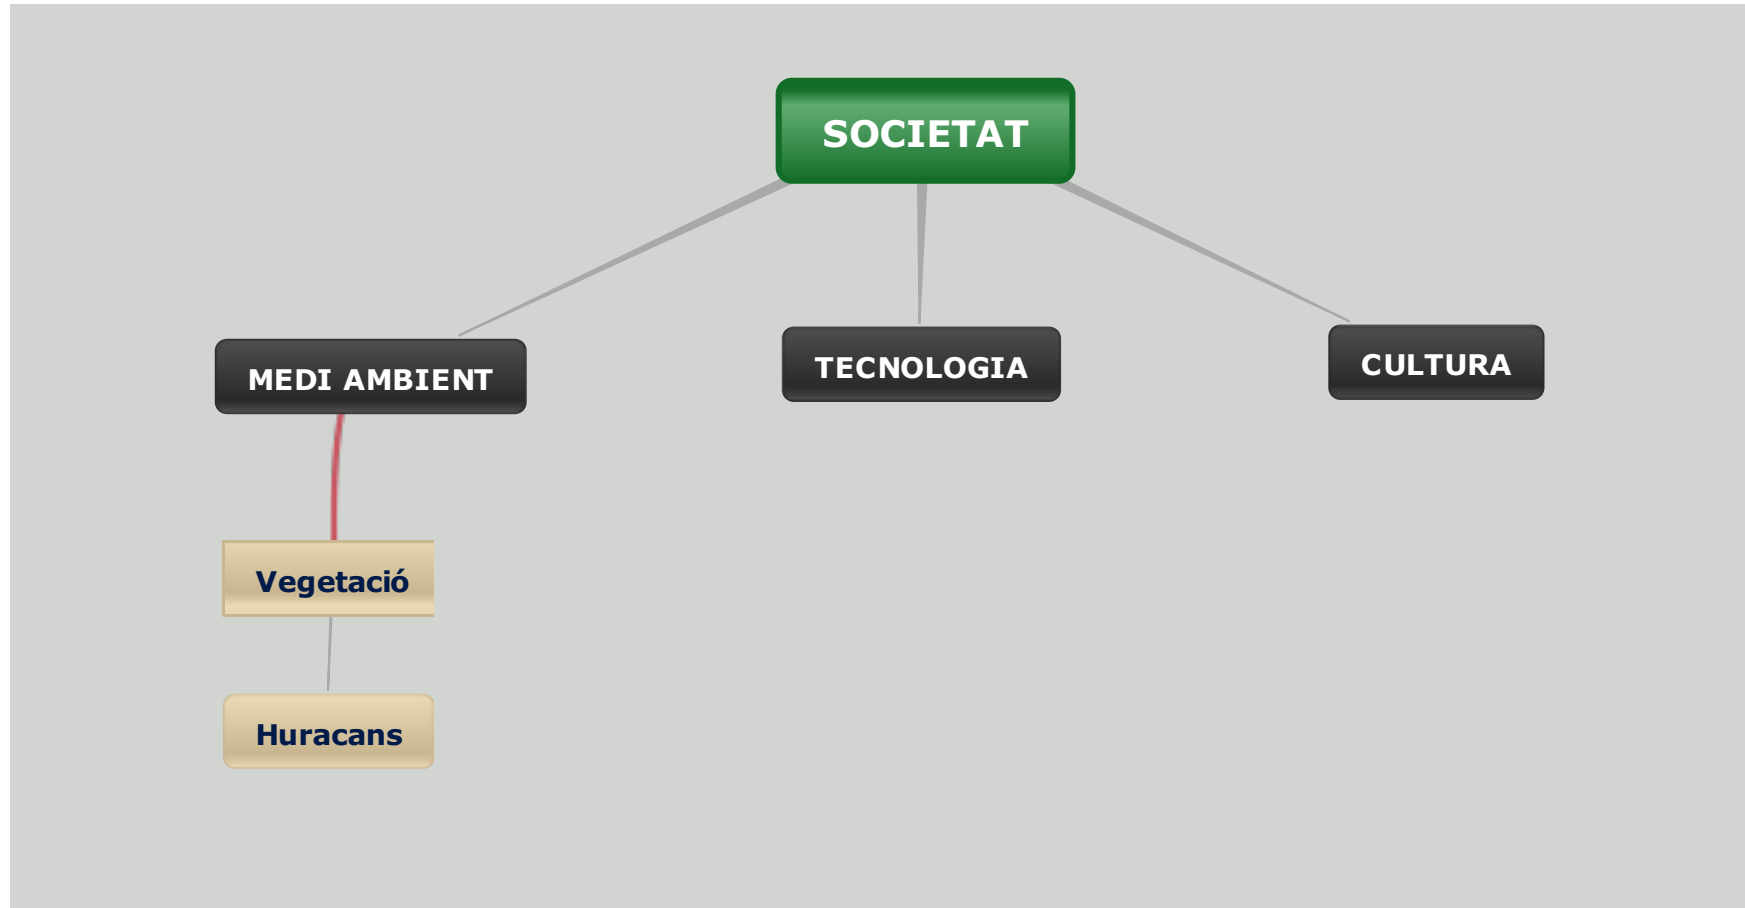 SOCIETAT
MEDI AMBIENT
TECNOLOGIA
CULTURA
Vegetació
Huracans